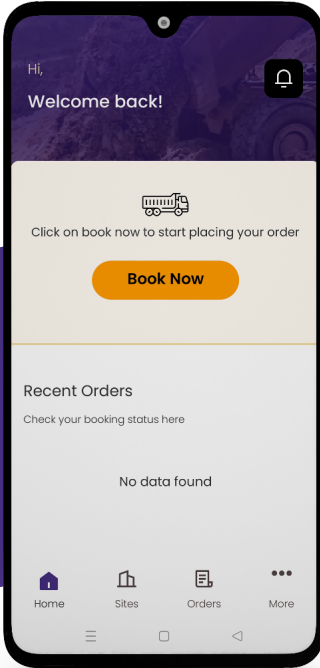 Hi,
Welcome back!
Click on book now to start placing your order
Book Now
Recent Orders
Check your booking status here
No data found
Home
Sites
Orders
More